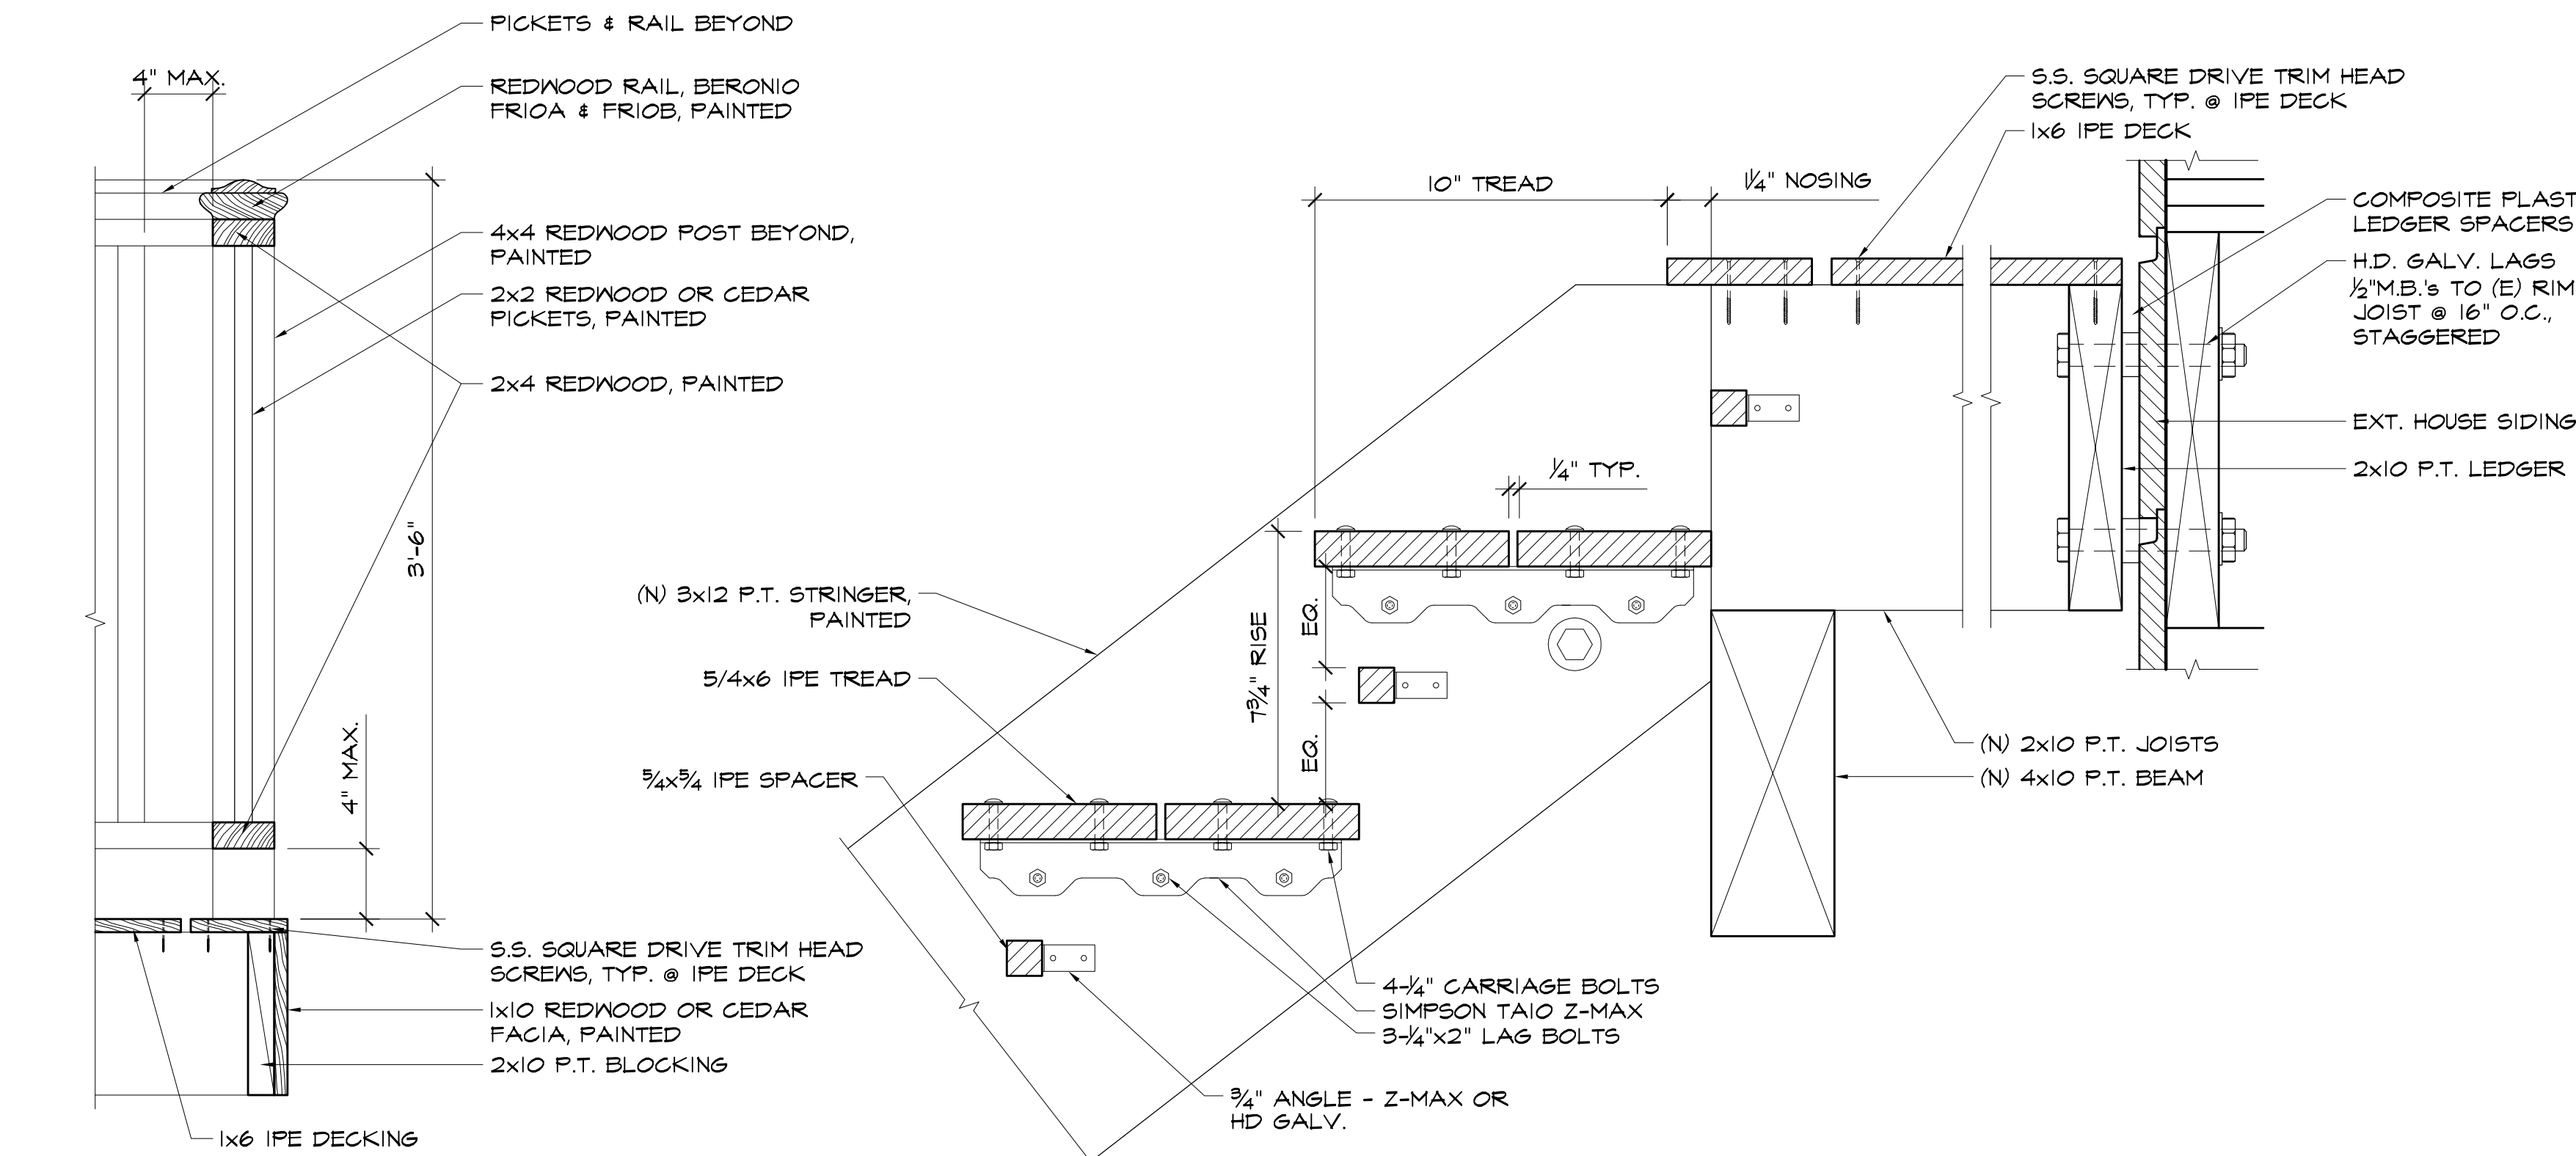 PICKETS & RAIL BEYOND
4" MAX.
REDWOOD RAIL, BERONIO
FR10A & FR10B, PAINTED
4x4 REDWOOD POST BEYOND,
PAINTED
2x2 REDWOOD OR CEDAR
PICKETS, PAINTED
2x4 REDWOOD, PAINTED
3'-6"
4" MAX.
S.S. SQUARE DRIVE TRIM HEAD
SCREWS, TYP. @ IPE DECK
1x10 REDWOOD OR CEDAR
FACIA, PAINTED
2x10 P.T. BLOCKING
1x6 IPE DECKING
10" TREAD
1¼" NOSING
S.S. SQUARE DRIVE TRIM HEAD
SCREWS, TYP. @ IPE DECK
1x6 IPE DECK
COMPOSITE PLAST
LEDGER SPACERS
H.D. GALV. LAGS
½"M.B.'s TO (E) RIM
JOIST @ 16" O.C.,
STAGGERED
EXT. HOUSE SIDING
2x10 P.T. LEDGER
¼" TYP.
(N) 3x12 P.T. STRINGER,
PAINTED
EQ.
7¾" RISE
5/4x6 IPE TREAD
EQ.
5/4x5/4 IPE SPACER
(N) 2x10 P.T. JOISTS
(N) 4x10 P.T. BEAM
4-¼" CARRIAGE BOLTS
SIMPSON TA10 Z-MAX
3-¼"x2" LAG BOLTS
¾" ANGLE - Z-MAX OR
HD GALV.